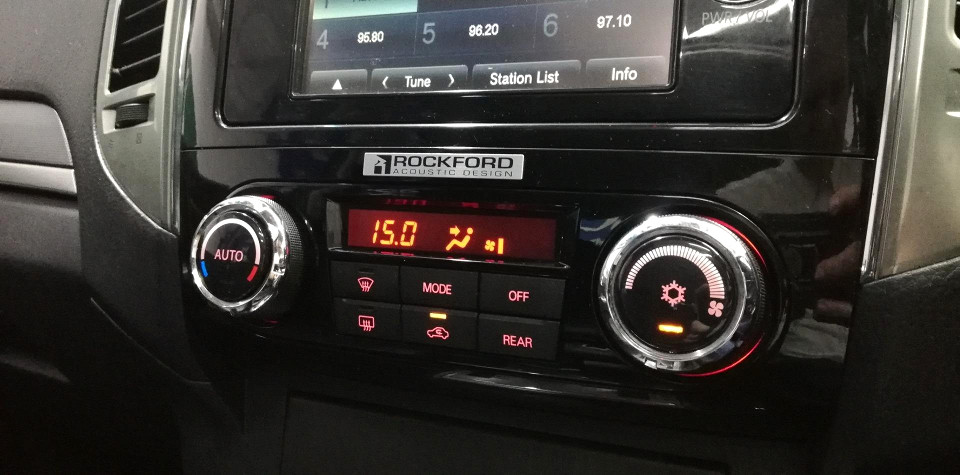 4 95.80 5 96.20 6 97.10
PWR / VOL
Tune Station List Info
ROCKFORD
ACOUSTIC DESIGN
15.0
AUTO
MODE OFF
REAR